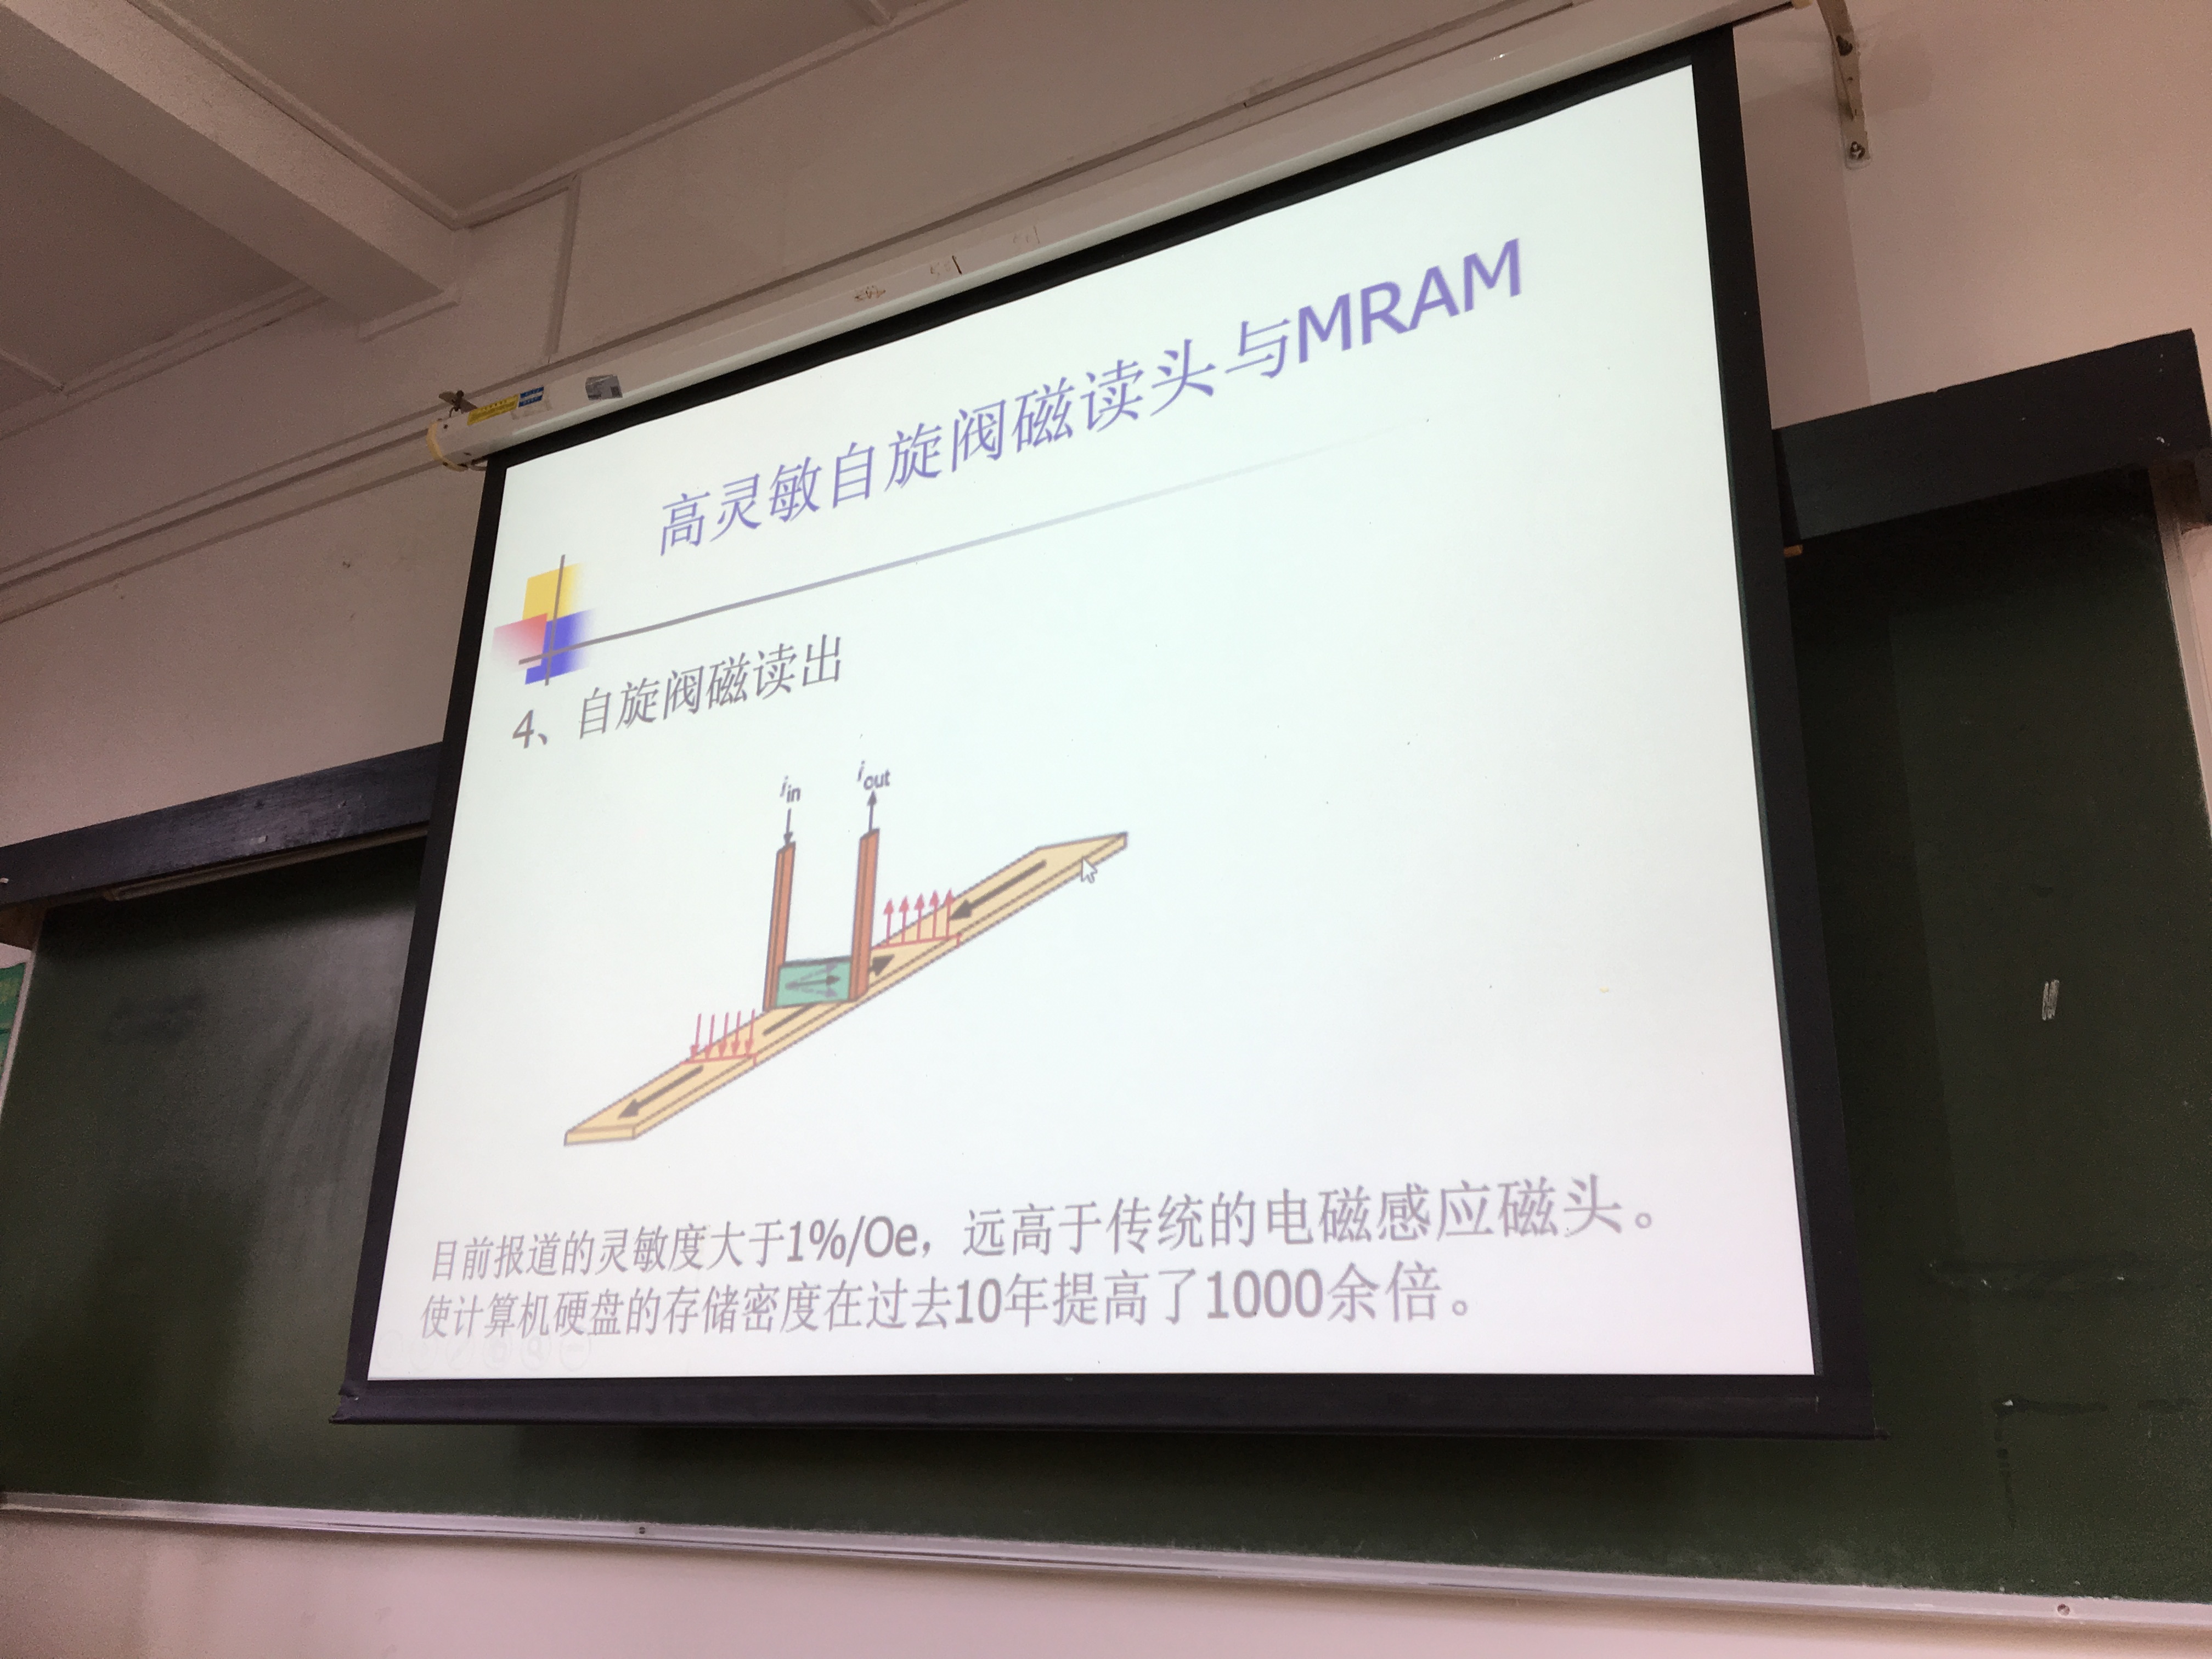 高灵敏自旋阀磁读头与MRAM
4、自旋阀磁读出
i in
i out
目前报道的灵敏度大于1%/Oe，远高于传统的电磁感应磁头。
使计算机硬盘的存储密度在过去10年提高了1000余倍。